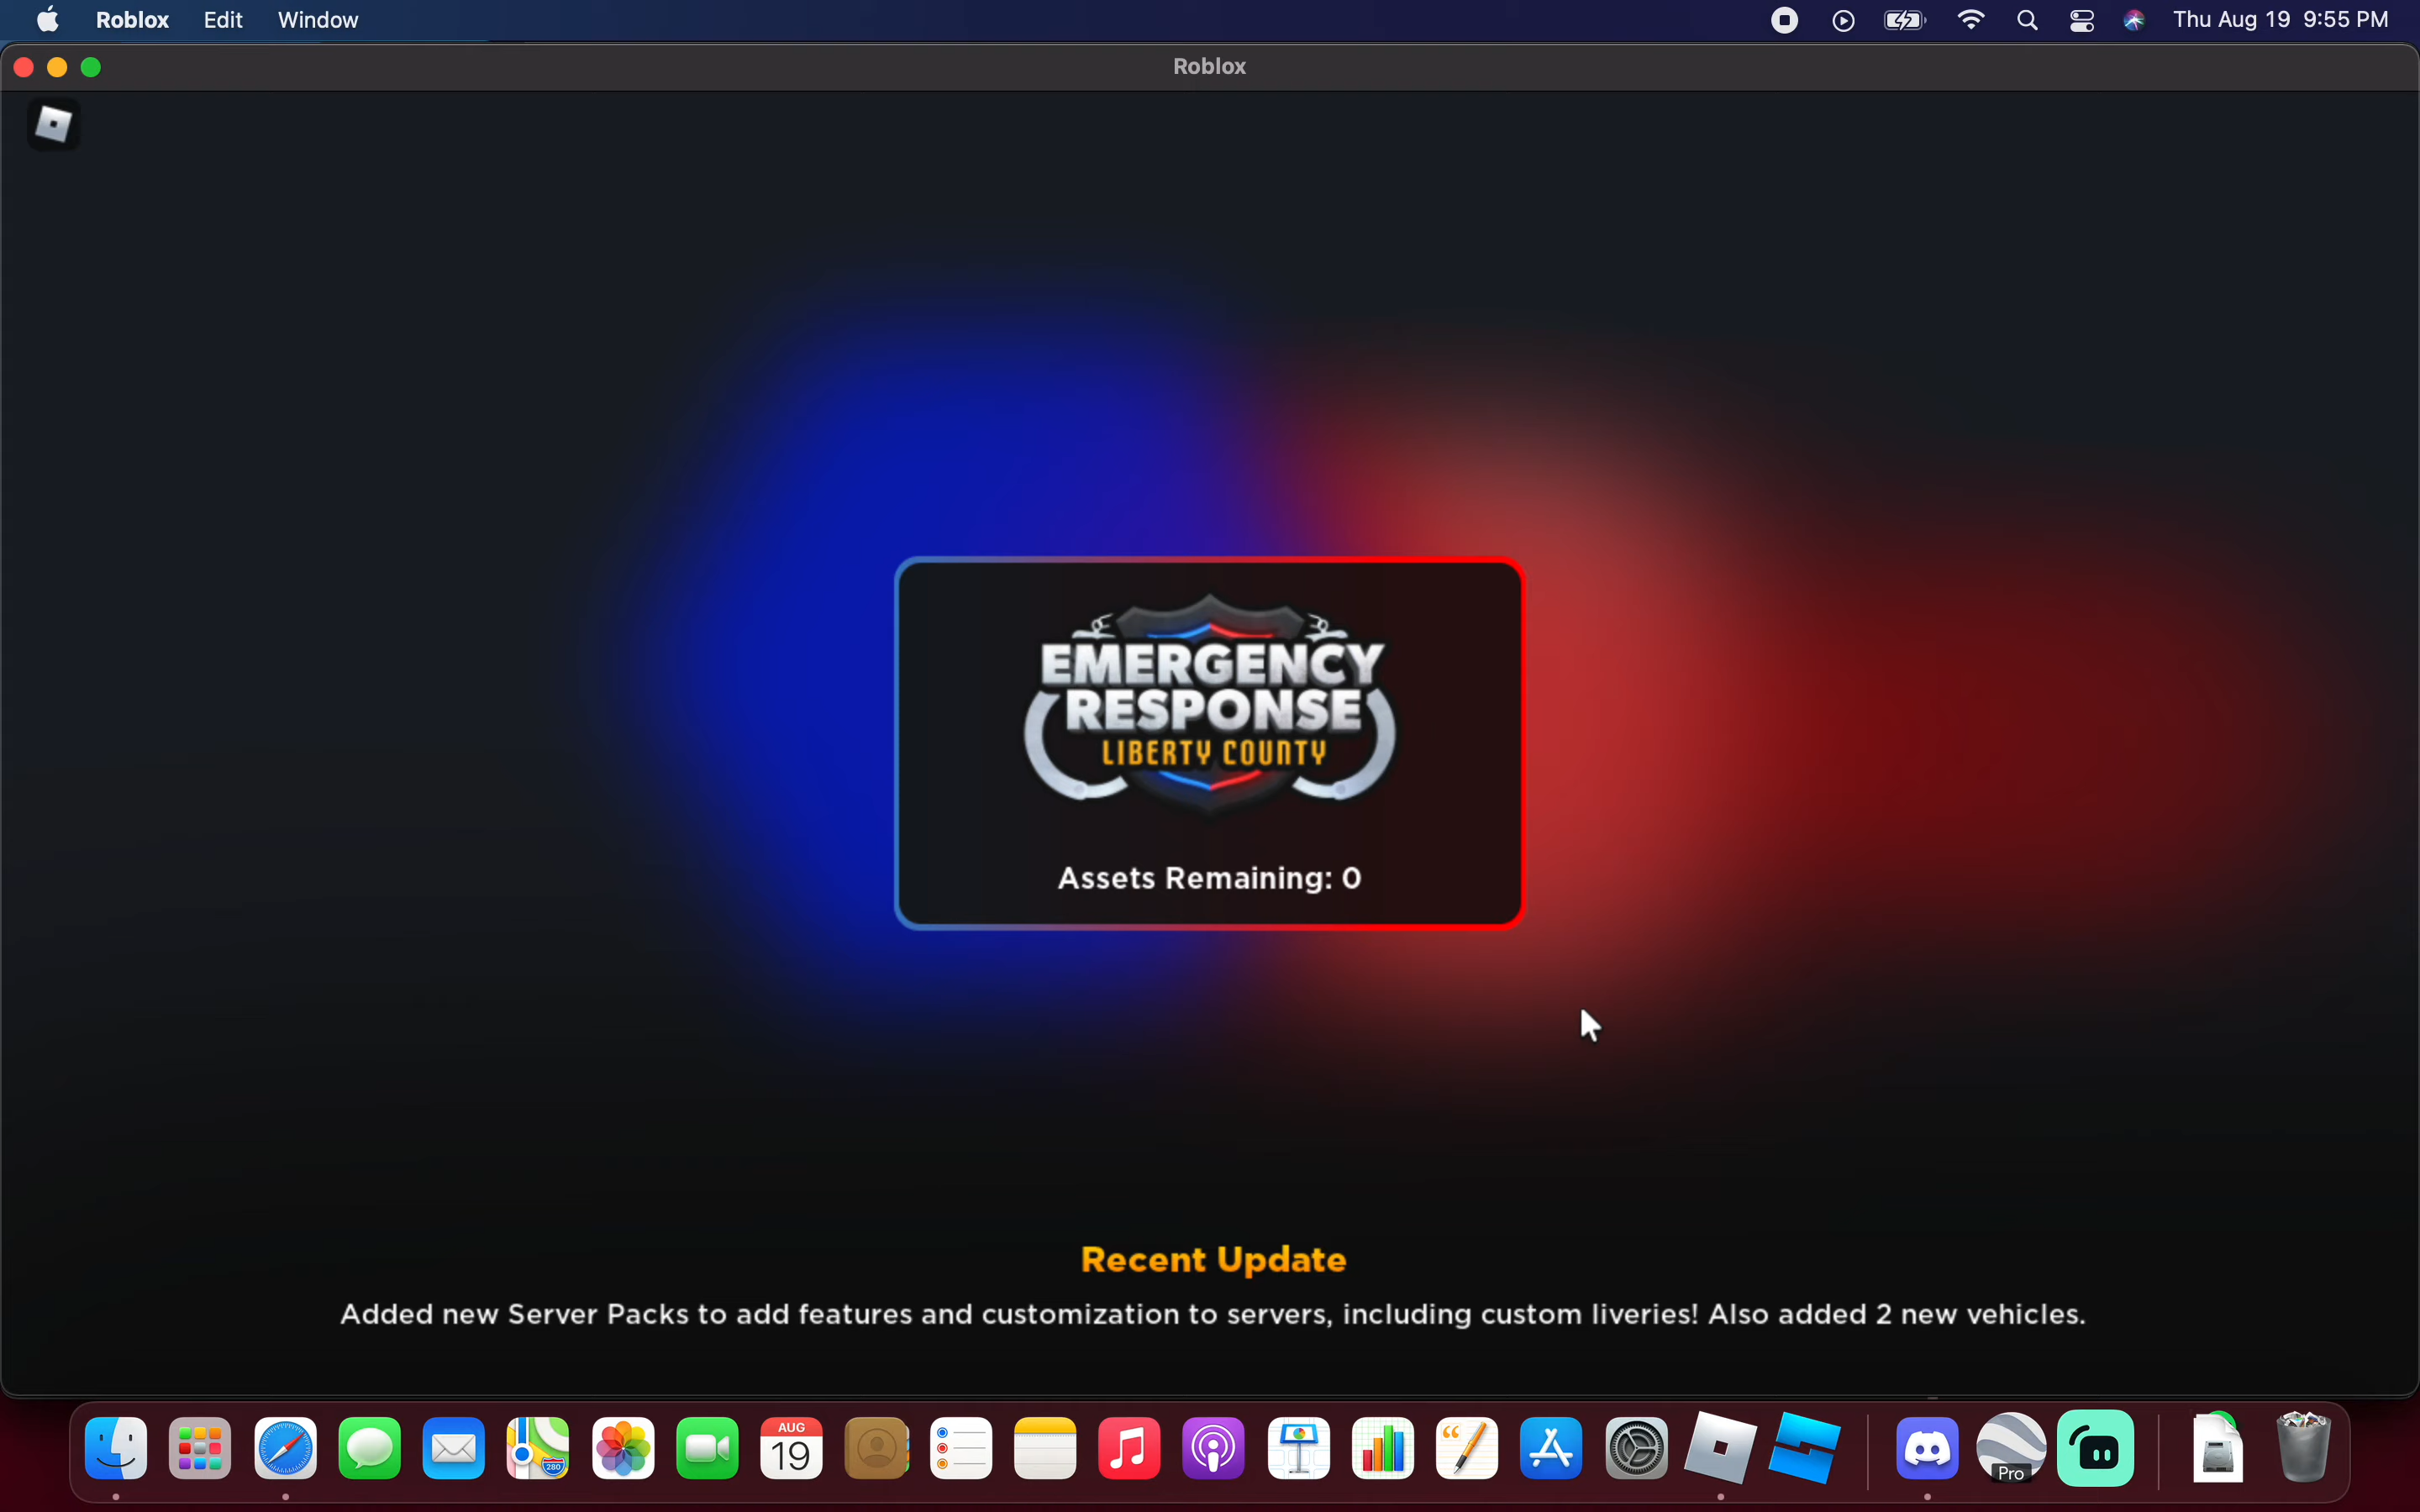 Roblox Edit Window Thu Aug 19 9:55 PM
Roblox
EMERGENCY
RESPONSE
LIBERTY COUNTY
Assets Remaining: 0
Recent Update
Added new Server Packs to add features and customization to servers, including custom liveries! Also added 2 new vehicles.
AUG
19
280
Pro